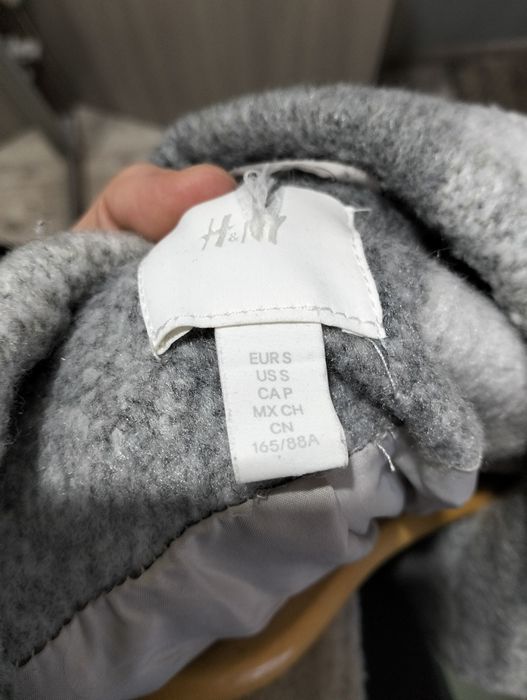 H&M
EUR S
US S
CA P
MX CH
CN
165/88A